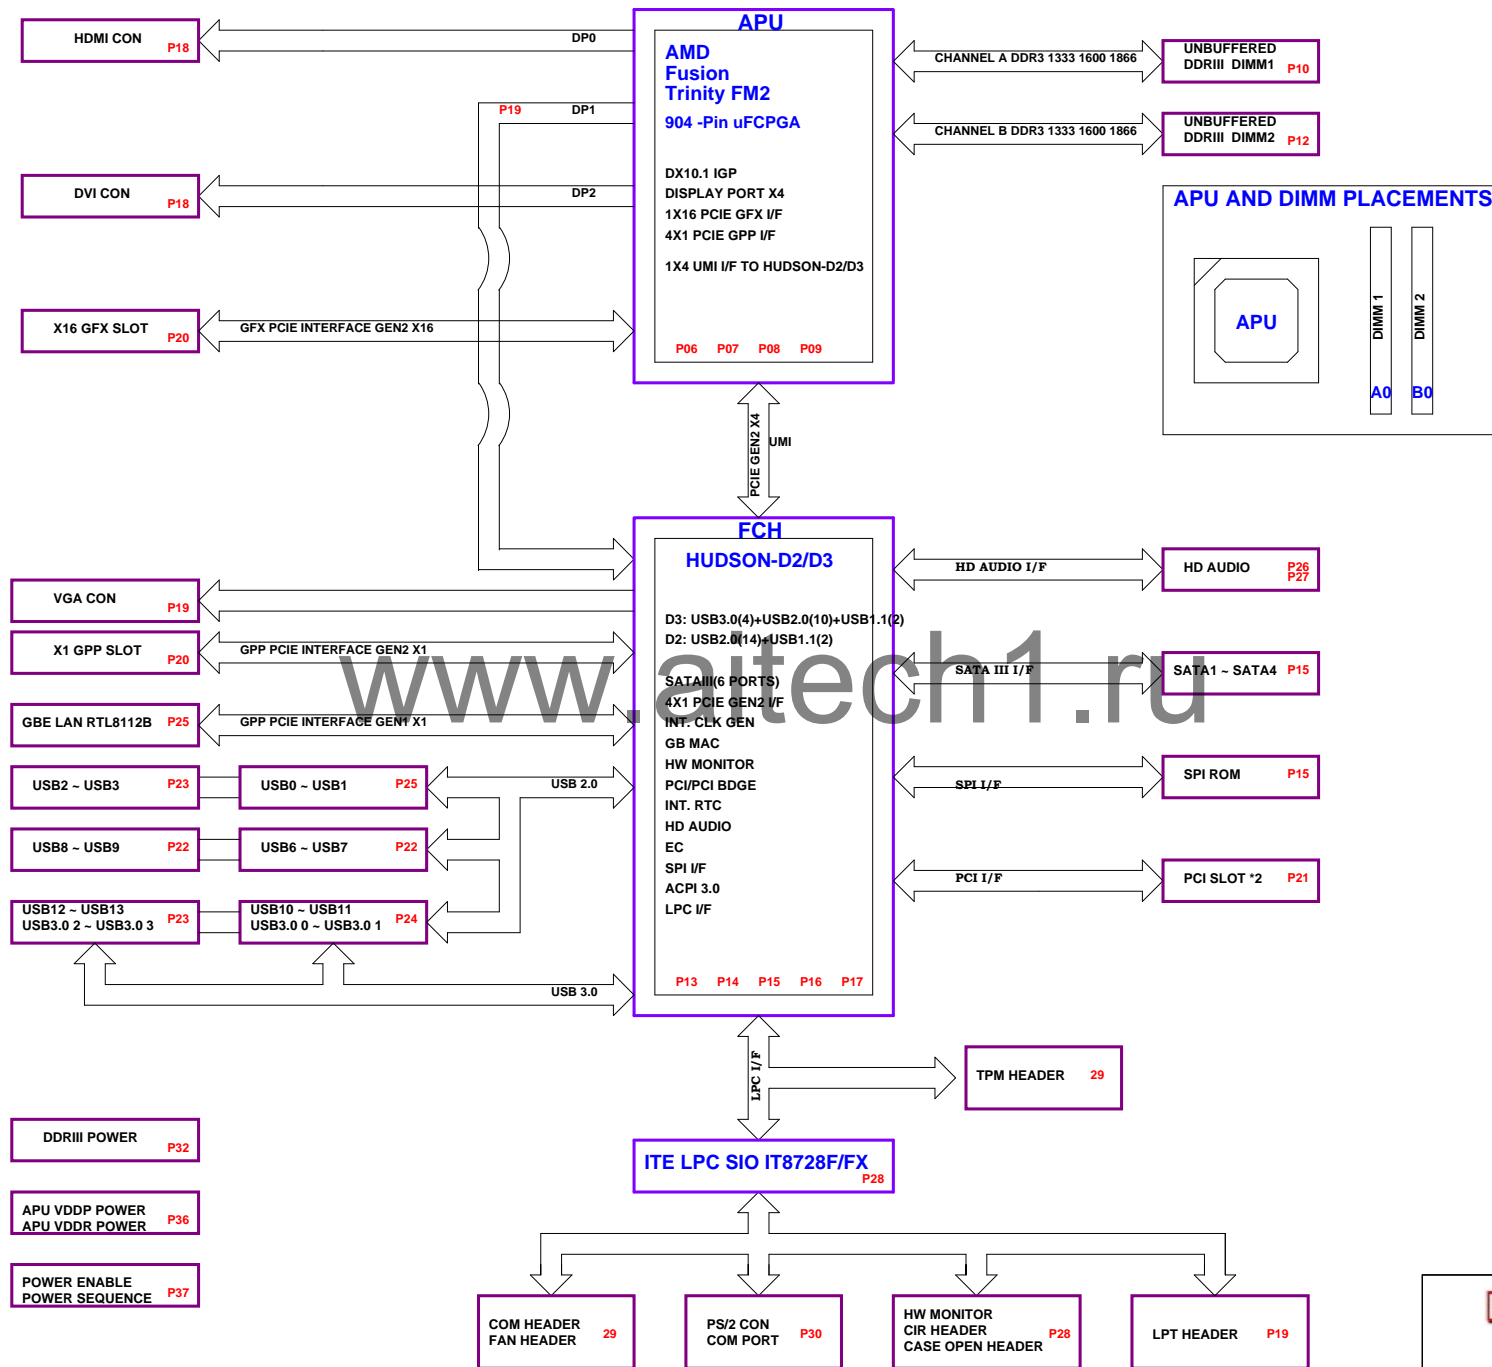 HDMI CON
P18
DP0
P19
DP1
DVI CON
P18
DP2
X16 GFX SLOT
P20
GFX PCIE INTERFACE GEN2 X16
APU
AMD
Fusion
Trinity FM2
904 -Pin uFCPGA
DX10.1 IGP
DISPLAY PORT X4
1X16 PCIE GFX I/F
4X1 PCIE GPP I/F
1X4 UMI I/F TO HUDSON-D2/D3
P06 P07 P08 P09
CHANNEL A DDR3 1333 1600 1866
UNBUFFERED
DDRIII DIMM1
P10
CHANNEL B DDR3 1333 1600 1866
UNBUFFERED
DDRIII DIMM2
P12
APU AND DIMM PLACEMENTS
APU
DIMM 1
DIMM 2
A0
B0
PCIE GEN2 X4
UMI
FCH
HUDSON-D2/D3
D3: USB3.0(4)+USB2.0(10)+USB1.1(2)
D2: USB2.0(14)+USB1.1(2)
SATAIII(6 PORTS)
4X1 PCIE GEN2 I/F
INT. CLK GEN
GB MAC
HW MONITOR
PCI/PCI BDGE
INT. RTC
HD AUDIO
EC
SPI I/F
ACPI 3.0
LPC I/F
P13 P14 P15 P16 P17
VGA CON
P19
X1 GPP SLOT
P20
GPP PCIE INTERFACE GEN2 X1
GBE LAN RTL8112B
P25
GPP PCIE INTERFACE GEN1 X1
USB2 ~ USB3
P23
USB0 ~ USB1
P25
USB 2.0
USB8 ~ USB9
P22
USB6 ~ USB7
P22
USB12 ~ USB13
USB3.0 2 ~ USB3.0 3
P23
USB10 ~ USB11
USB3.0 0 ~ USB3.0 1
P24
USB 3.0
HD AUDIO I/F
HD AUDIO
P26
P27
SATA III I/F
SATA1 ~ SATA4
P15
SPI I/F
SPI ROM
P15
PCI I/F
PCI SLOT *2
P21
www.aitech1.ru
LPC I/F
TPM HEADER
29
ITE LPC SIO IT8728F/FX
P28
DDRIII POWER
P32
APU VDDP POWER
APU VDDR POWER
P36
POWER ENABLE
POWER SEQUENCE
P37
COM HEADER
FAN HEADER
29
PS/2 CON
COM PORT
P30
HW MONITOR
CIR HEADER
CASE OPEN HEADER
P28
LPT HEADER
P19